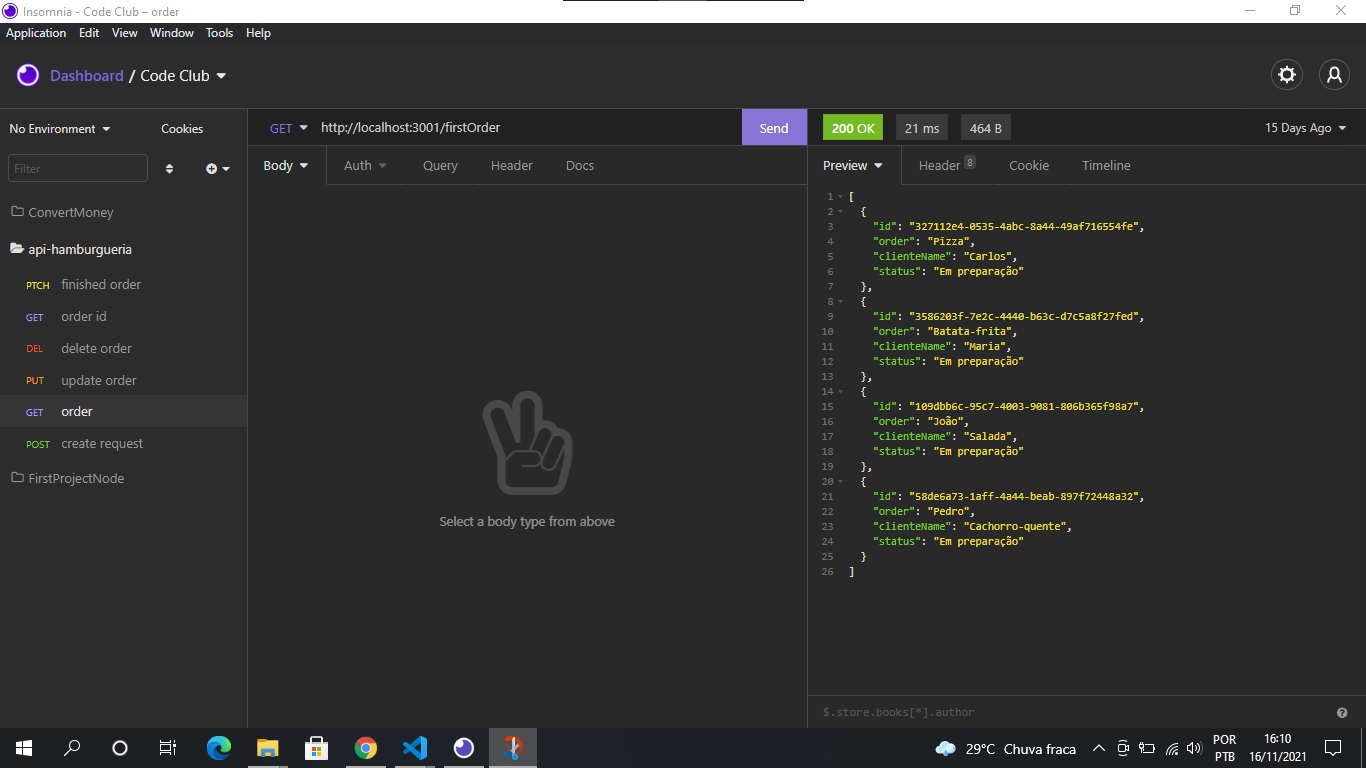 Insomnia - Code Club – order
Application Edit View Window Tools Help
Dashboard / Code Club
No Environment Cookies
Filter
ConvertMoney
api-hamburgueria
PTCH finished order
GET order id
DEL delete order
PUT update order
GET order
POST create request
FirstProjectNode
GET http://localhost:3001/firstOrder Send
Body Auth Query Header Docs
Select a body type from above
200 OK 21 ms 464 B 15 Days Ago
Preview Header 8 Cookie Timeline
1 [
2 {
3 "id": "327112e4-0535-4abc-8a44-49af716554fe",
4 "order": "Pizza",
5 "clienteName": "Carlos",
6 "status": "Em preparação"
7 },
8 {
9 "id": "3586203f-7e2c-4440-b63c-d7c5a8f27fed",
10 "order": "Batata-frita",
11 "clienteName": "Maria",
12 "status": "Em preparação"
13 },
14 {
15 "id": "109dbb6c-95c7-4003-9081-806b365f98a7",
16 "order": "João",
17 "clienteName": "Salada",
18 "status": "Em preparação"
19 },
20 {
21 "id": "58de6a73-1aff-4a44-beab-897f72448a32",
22 "order": "Pedro",
23 "clienteName": "Cachorro-quente",
24 "status": "Em preparação"
25 }
26 ]
$.store.books[*].author
29°C Chuva fraca
POR
PTB
16:10
16/11/2021